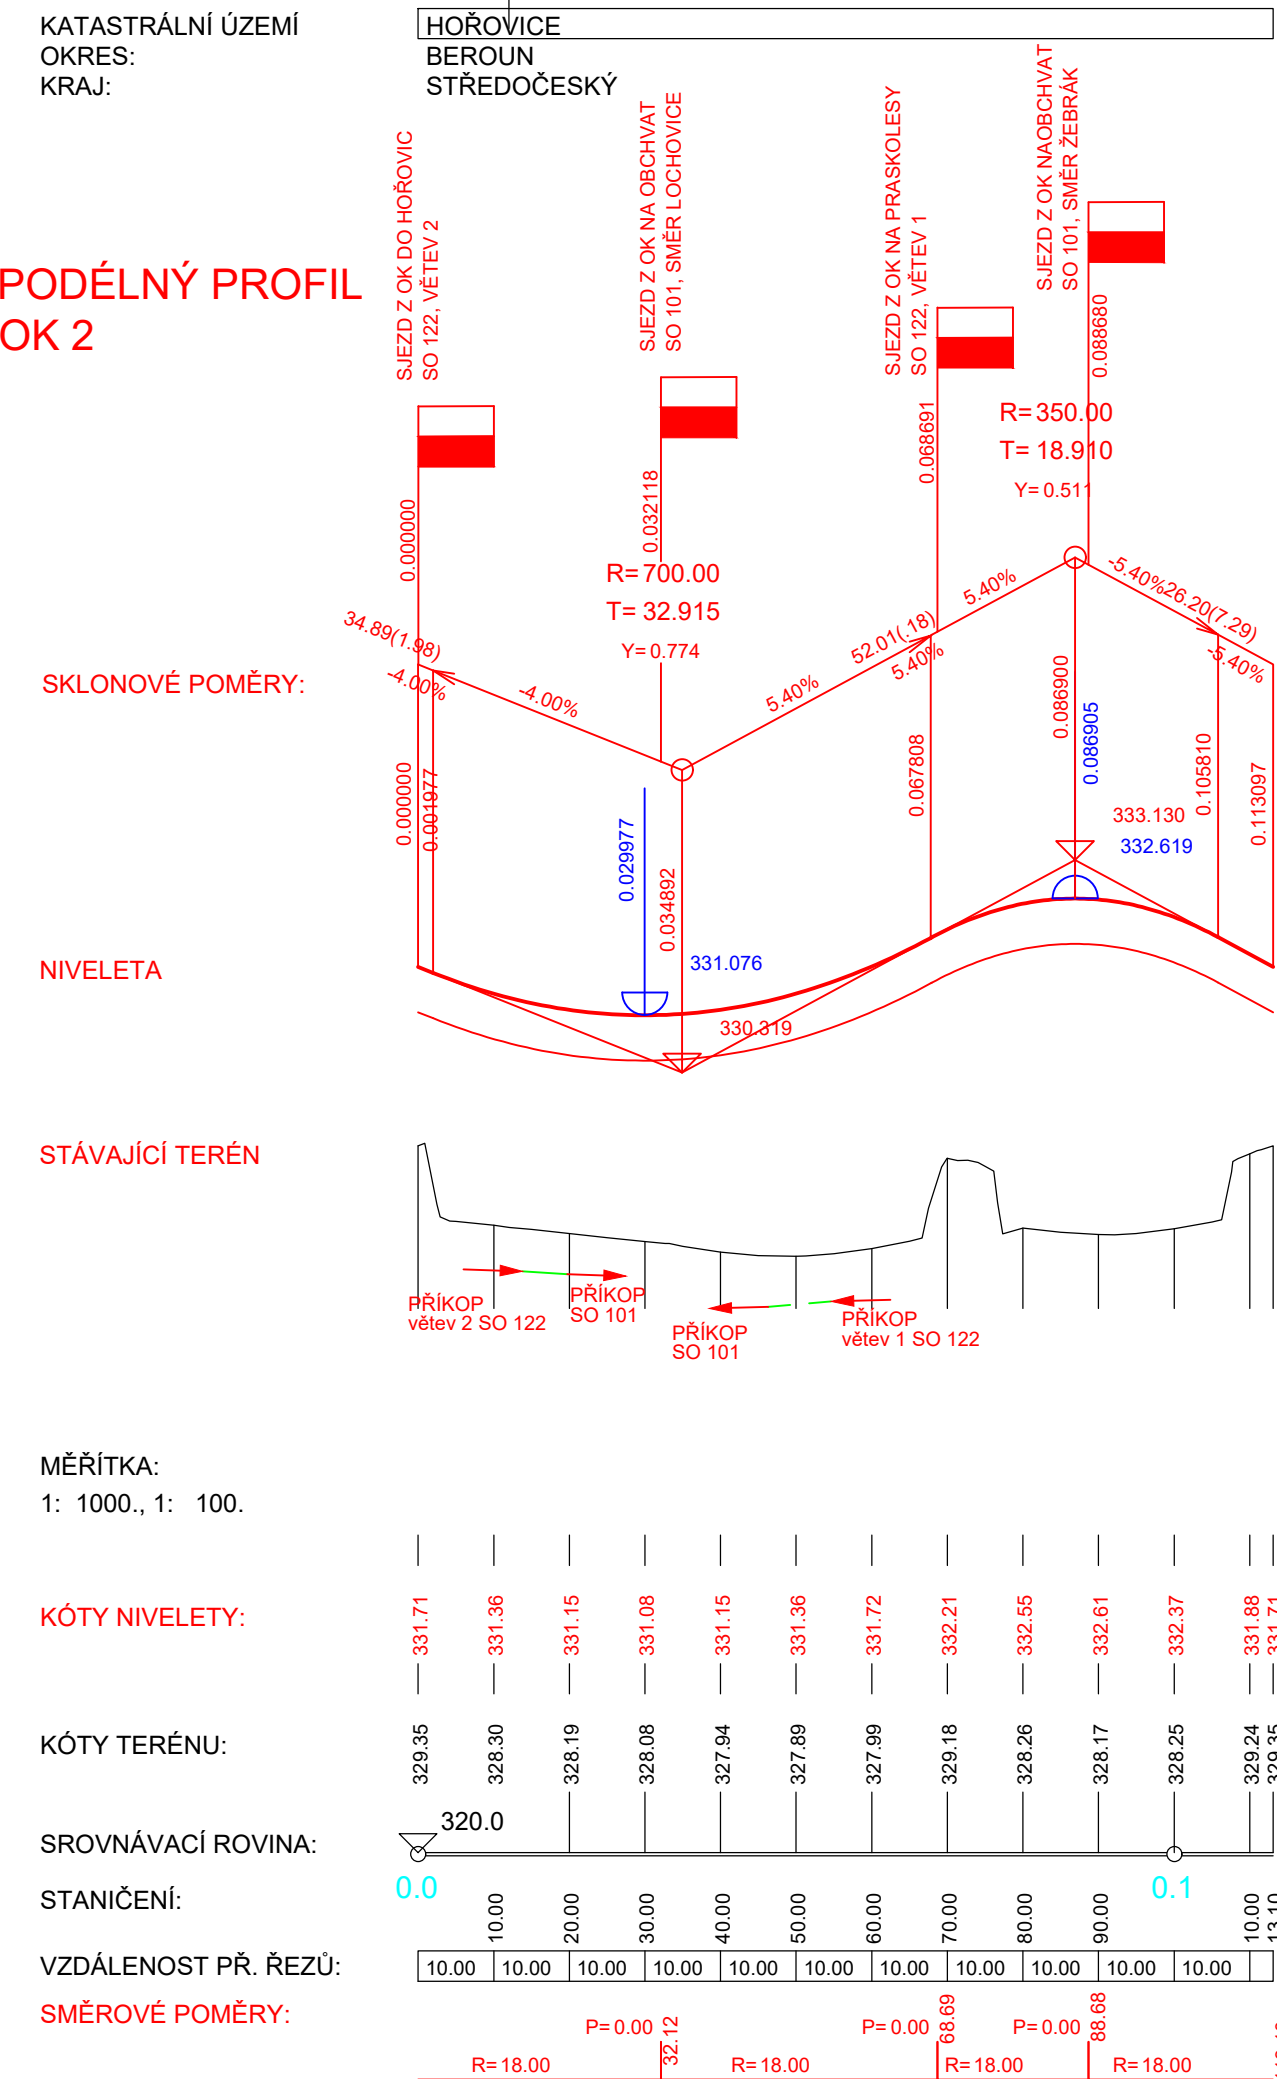 KATASTRÁLNÍ ÚZEMÍ HOŘOVICE
OKRES: BEROUN
KRAJ: STŘEDOČESKÝ
PODÉLNÝ PROFIL
OK 2
SJEZD Z OK DO HOŘOVIC
SO 122, VĚTEV 2
SJEZD Z OK NA OBCHVAT
SO 101, SMĚR LOCHOVICE
SJEZD Z OK NA PRASKOLESY
SO 122, VĚTEV 1
SJEZD Z OK NAOBCHVAT
SO 101, SMĚR ŽEBRÁK
0.000000
0.032118
0.068691
0.088680
R=700.00
T= 32.915
Y=0.774
R=350.00
T= 18.910
Y=0.511
SKLONOVÉ POMĚRY:
34.89(1.98)
-4.00%
-4.00%
5.40%
52.01(.18)
5.40%
5.40%
-5.40%
26.20(7.29)
-5.40%
0.000000
0.001977
0.029977
0.034892
0.067808
0.086900
0.086905
0.105810
0.113097
333.130
332.619
NIVELETA
331.076
330.319
STÁVAJÍCÍ TERÉN
PŘÍKOP
větev 2 SO 122
PŘÍKOP
SO 101
PŘÍKOP
SO 101
PŘÍKOP
větev 1 SO 122
MĚŘÍTKA:
1: 1000., 1: 100.
KÓTY NIVELETY: 331.71 331.36 331.15 331.08 331.15 331.36 331.72 332.21 332.55 332.61 332.37 331.88 331.71
KÓTY TERÉNU: 329.35 328.30 328.19 328.08 327.94 327.89 327.99 329.18 328.26 328.17 328.25 329.24 329.35
SROVNÁVACÍ ROVINA: 320.0
0.0 0.1
STANIČENÍ: 10.00 20.00 30.00 40.00 50.00 60.00 70.00 80.00 90.00 10.00 13.10
VZDÁLENOST PŘ. ŘEZŮ: 10.00 10.00 10.00 10.00 10.00 10.00 10.00 10.00 10.00 10.00 10.00
SMĚROVÉ POMĚRY:
P=0.00 32.12 P=0.00 68.69 P=0.00 88.68
R=18.00 R=18.00 R=18.00 R=18.00